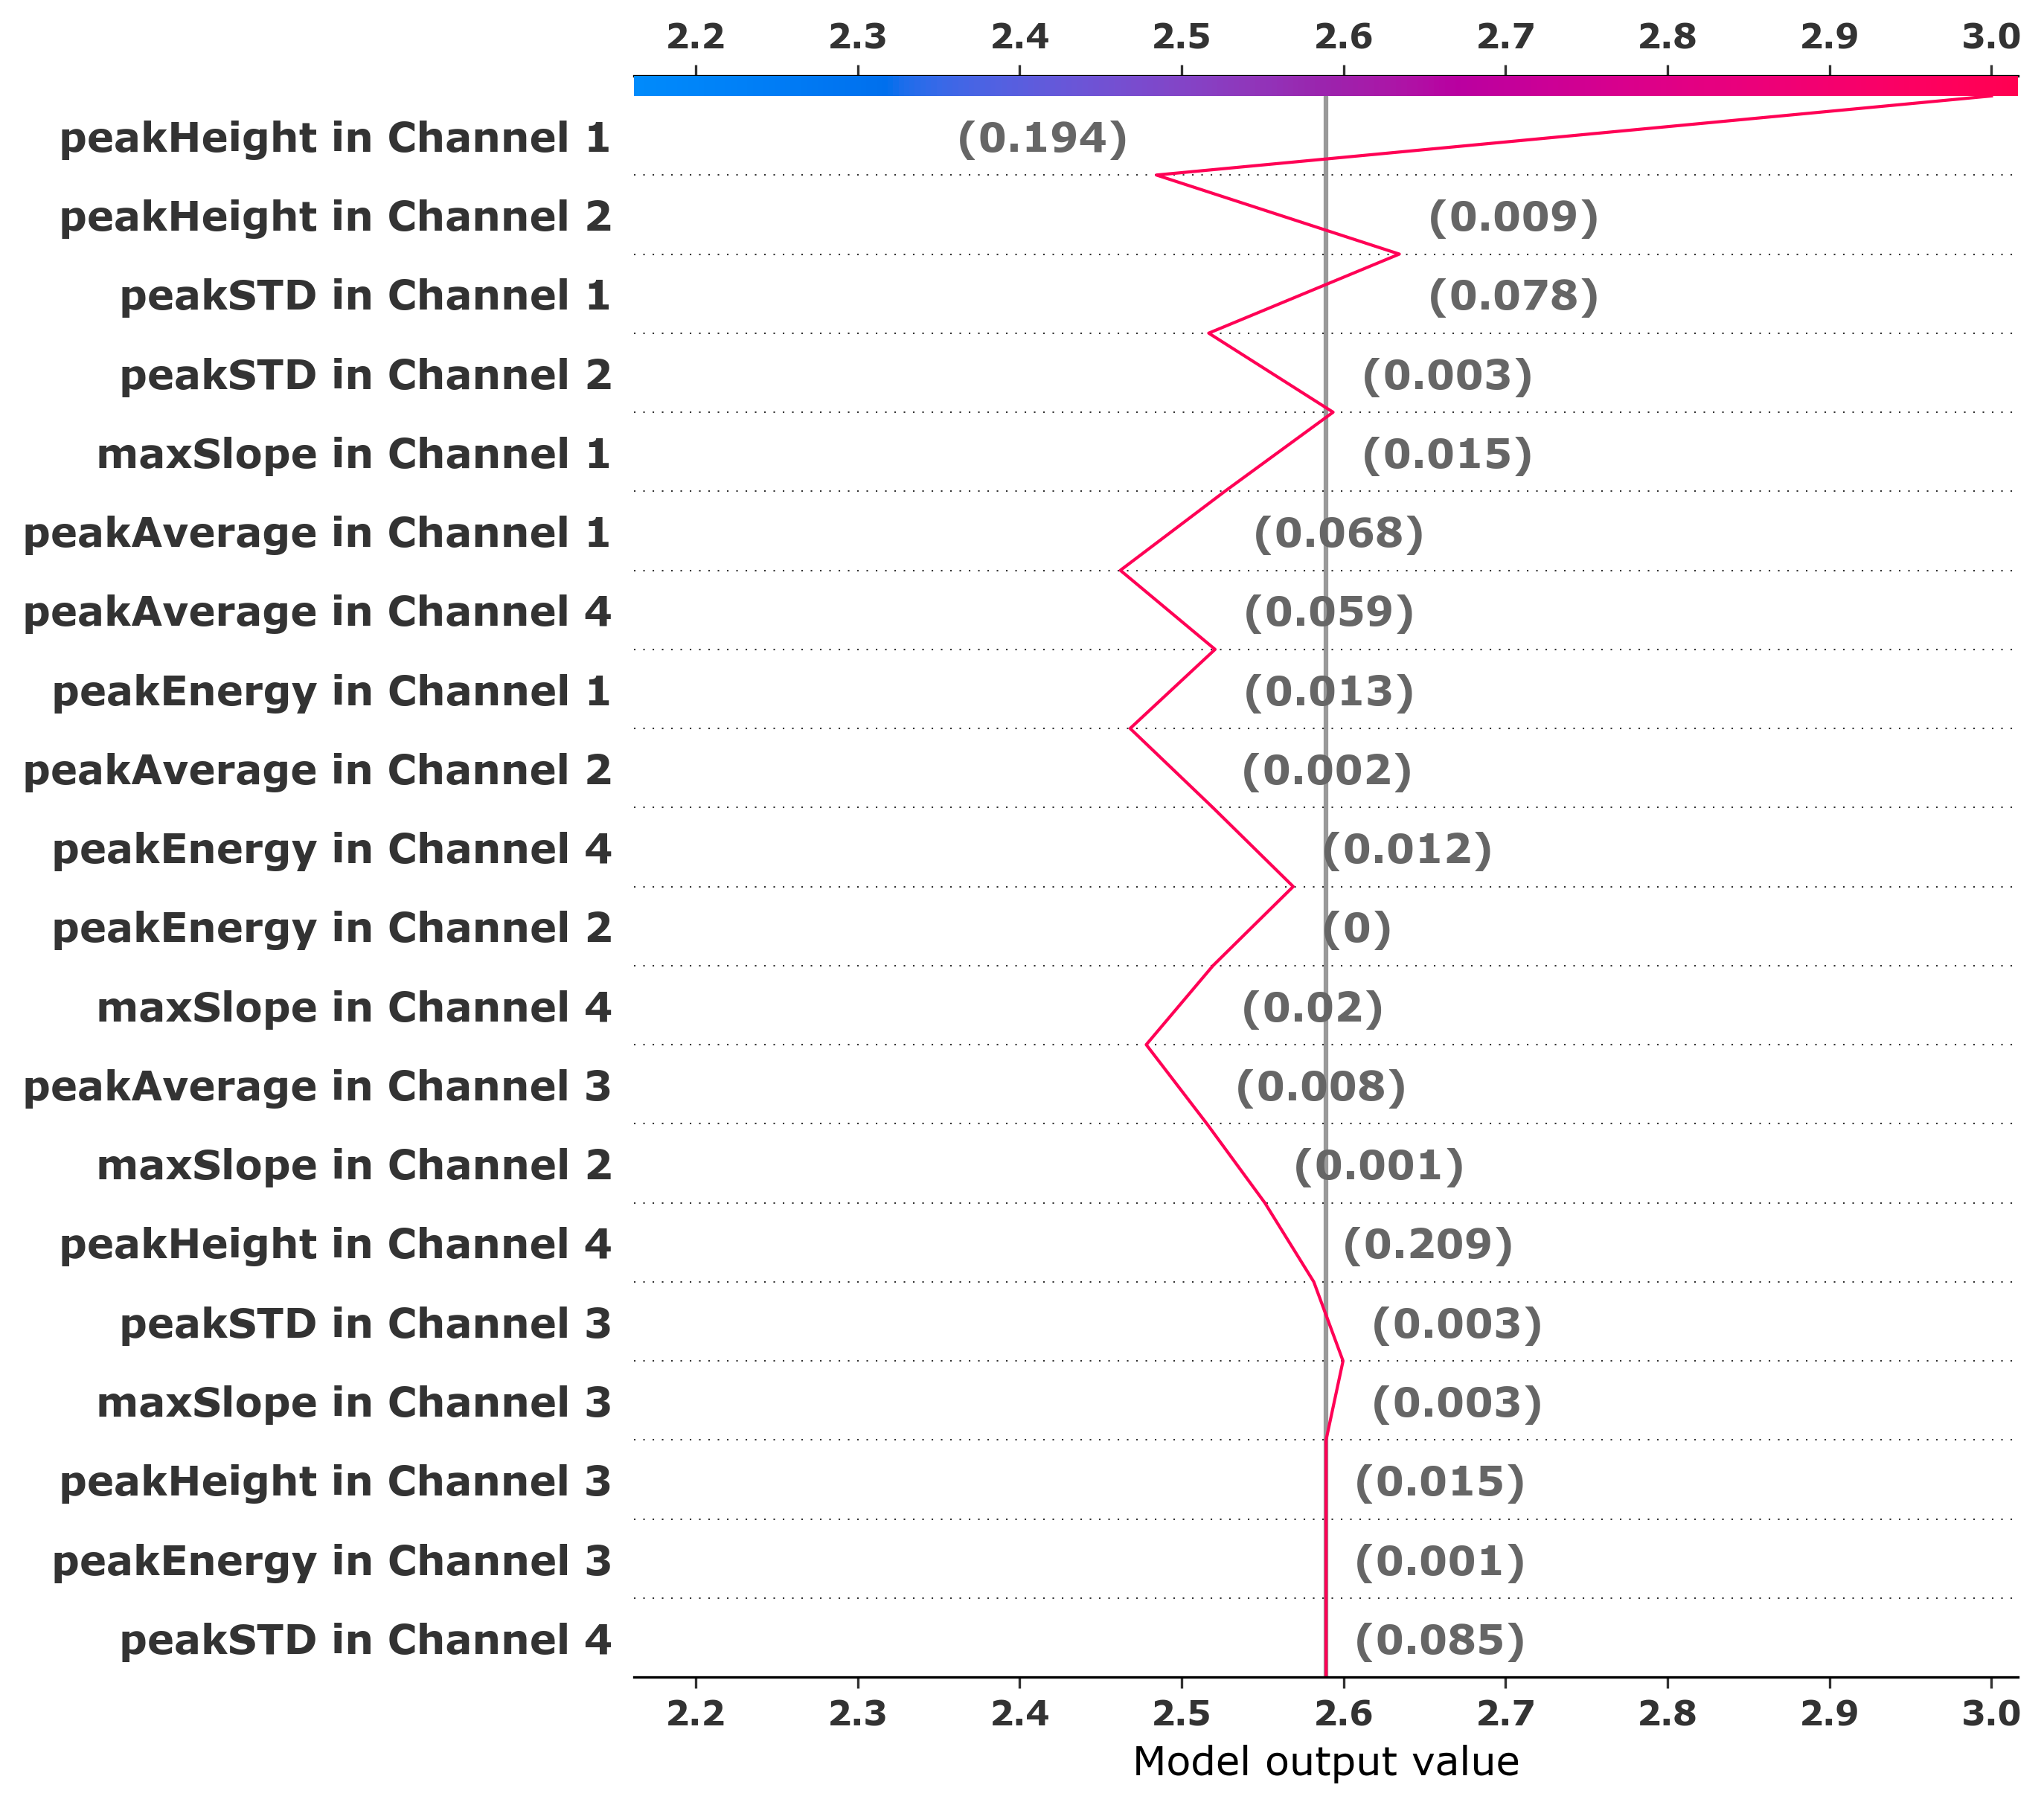 2.2 2.3 2.4 2.5 2.6 2.7 2.8 2.9 3.0
peakHeight in Channel 1 (0.194)
peakHeight in Channel 2 (0.009)
peakSTD in Channel 1 (0.078)
peakSTD in Channel 2 (0.003)
maxSlope in Channel 1 (0.015)
peakAverage in Channel 1 (0.068)
peakAverage in Channel 4 (0.059)
peakEnergy in Channel 1 (0.013)
peakAverage in Channel 2 (0.002)
peakEnergy in Channel 4 (0.012)
peakEnergy in Channel 2 (0)
maxSlope in Channel 4 (0.02)
peakAverage in Channel 3 (0.008)
maxSlope in Channel 2 (0.001)
peakHeight in Channel 4 (0.209)
peakSTD in Channel 3 (0.003)
maxSlope in Channel 3 (0.003)
peakHeight in Channel 3 (0.015)
peakEnergy in Channel 3 (0.001)
peakSTD in Channel 4 (0.085)
2.2 2.3 2.4 2.5 2.6 2.7 2.8 2.9 3.0
Model output value